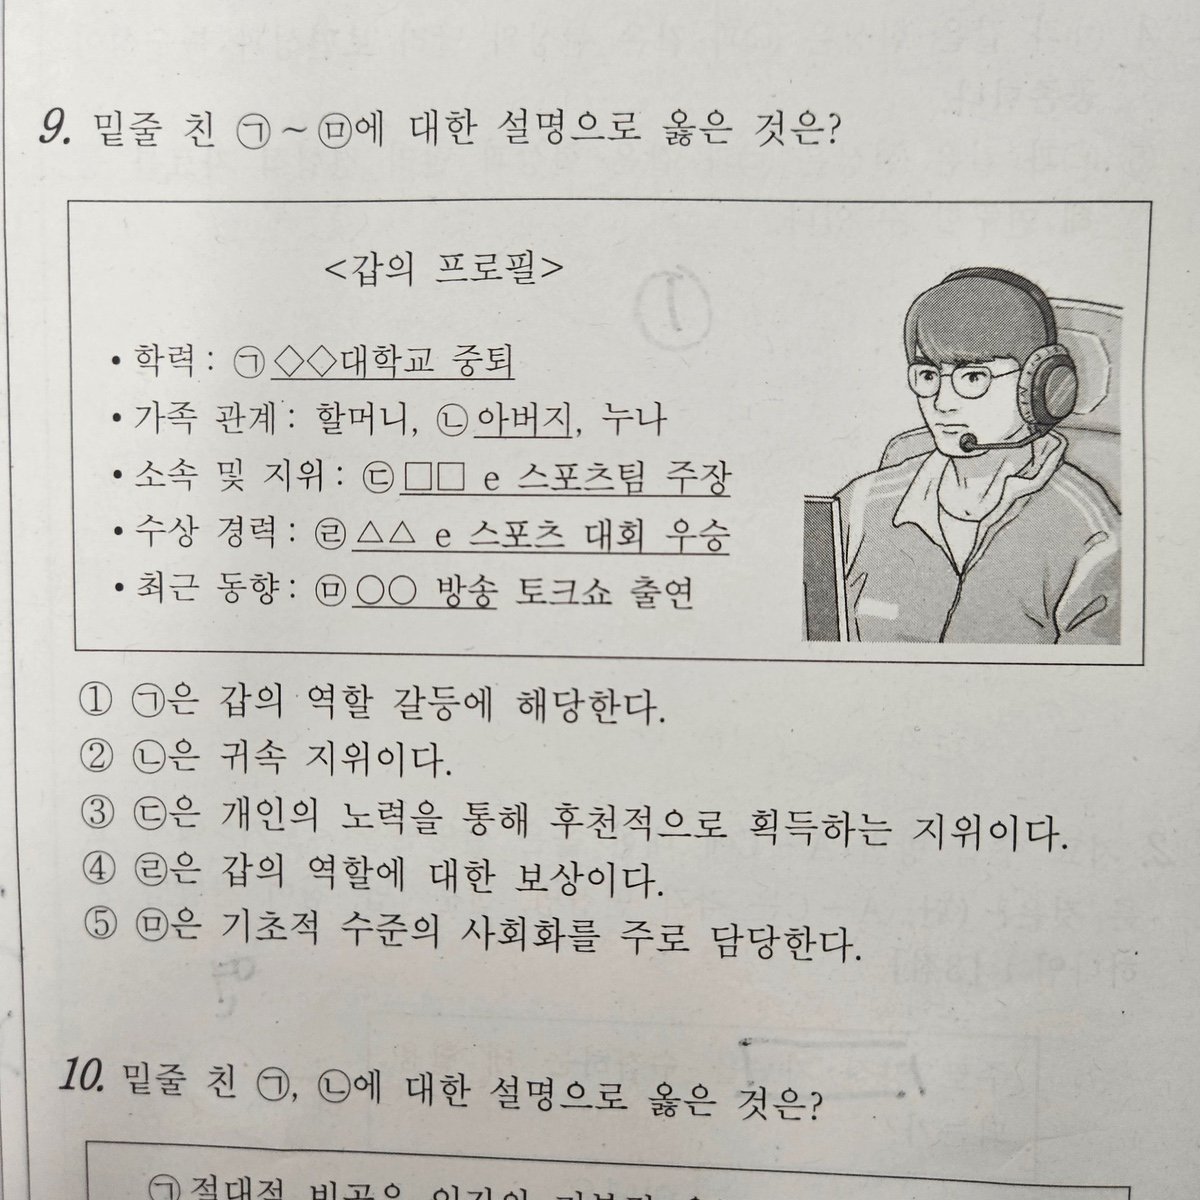 9. 밑줄 친 ㉠~㉤에 대한 설명으로 옳은 것은?
<갑의 프로필>
• 학력: ㉠◇◇대학교 중퇴
• 가족 관계: 할머니, ㉡아버지, 누나
• 소속 및 지위: ㉢□□ e 스포츠팀 주장
• 수상 경력: ㉣△△ e 스포츠 대회 우승
• 최근 동향: ㉤○○ 방송 토크쇼 출연
① ㉠은 갑의 역할 갈등에 해당한다.
② ㉡은 귀속 지위이다.
③ ㉢은 개인의 노력을 통해 후천적으로 획득하는 지위이다.
④ ㉣은 갑의 역할에 대한 보상이다.
⑤ ㉤은 기초적 수준의 사회화를 주로 담당한다.
10. 밑줄 친 ㉠, ㉡에 대한 설명으로 옳은 것은?
㉠절대적 빈곤은